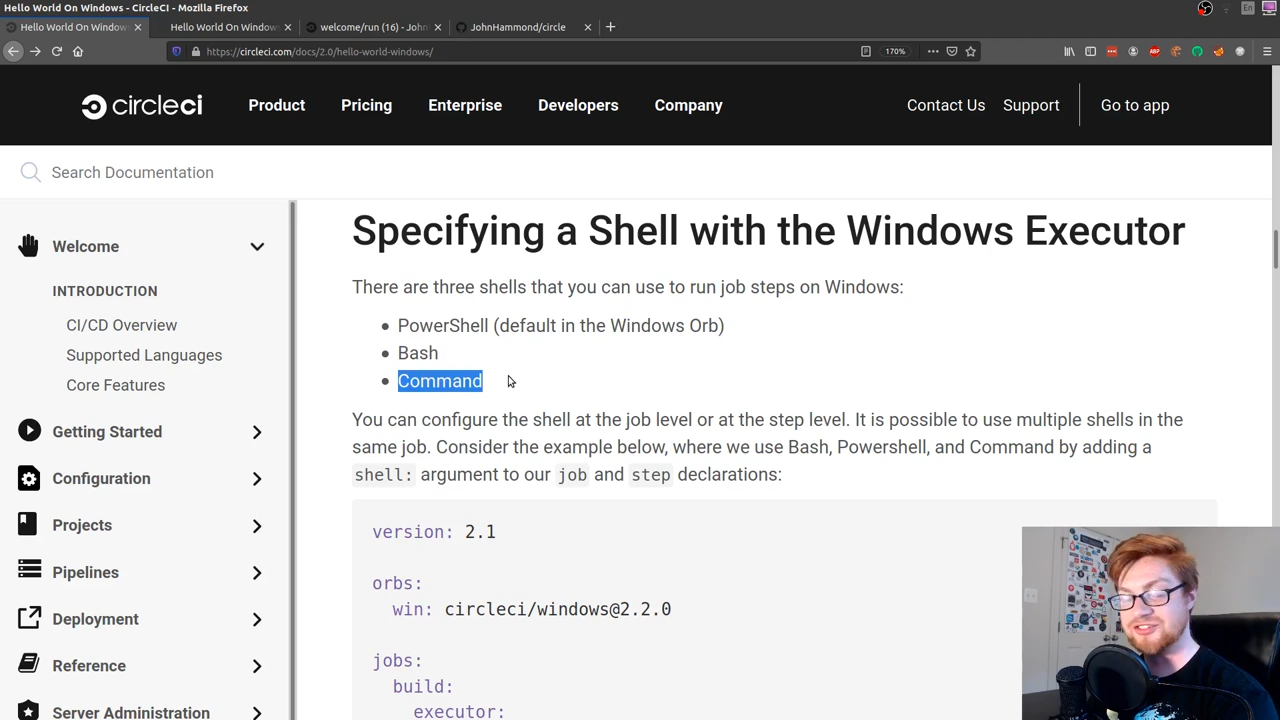 Hello World On Windows - CircleCI - Mozilla Firefox
En
Hello World On Window
Hello World On Windows
welcome/run (16) - John
JohnHammond/circle
https://circleci.com/docs/2.0/hello-world-windows/
170%
ABP
circleci
Product
Pricing
Enterprise
Developers
Company
Contact Us
Support
Go to app
Search Documentation
Welcome
INTRODUCTION
CI/CD Overview
Supported Languages
Core Features
Getting Started
Configuration
Projects
Pipelines
Deployment
Reference
Server Administration
Specifying a Shell with the Windows Executor
There are three shells that you can use to run job steps on Windows:
PowerShell (default in the Windows Orb)
Bash
Command
You can configure the shell at the job level or at the step level. It is possible to use multiple shells in the
same job. Consider the example below, where we use Bash, Powershell, and Command by adding a
shell: argument to our job and step declarations:
version: 2.1
orbs:
win: circleci/windows@2.2.0
jobs:
build:
executor: